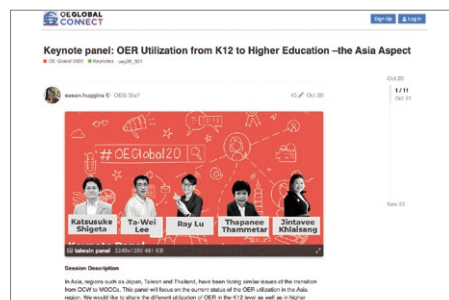 OEGLOBAL
CONNECT
Sign Up
Log In
Keynote panel: OER Utilization from K12 to Higher Education –the Asia Aspect
OE Global 2020
Keynotes
oeg20_301
Oct 20
susan.huggins
OEG Staff
10
Oct 20
1 / 11
Oct 21
#OEGlobal20
Katsusuke
Shigeta
Ta-Wei
Lee
Ray Lu
Thapanee
Thammetar
Jintavee
Khlaisang
Session Description
In Asia, regions such as Japan, Taiwan and Thailand, have been facing similar issues of the transition
from OCW to MOOCs. This panel will focus on the current status of the OER utilization in the Asia
region. We would like to share the different utilization of OER in the K12 level as well as in higher